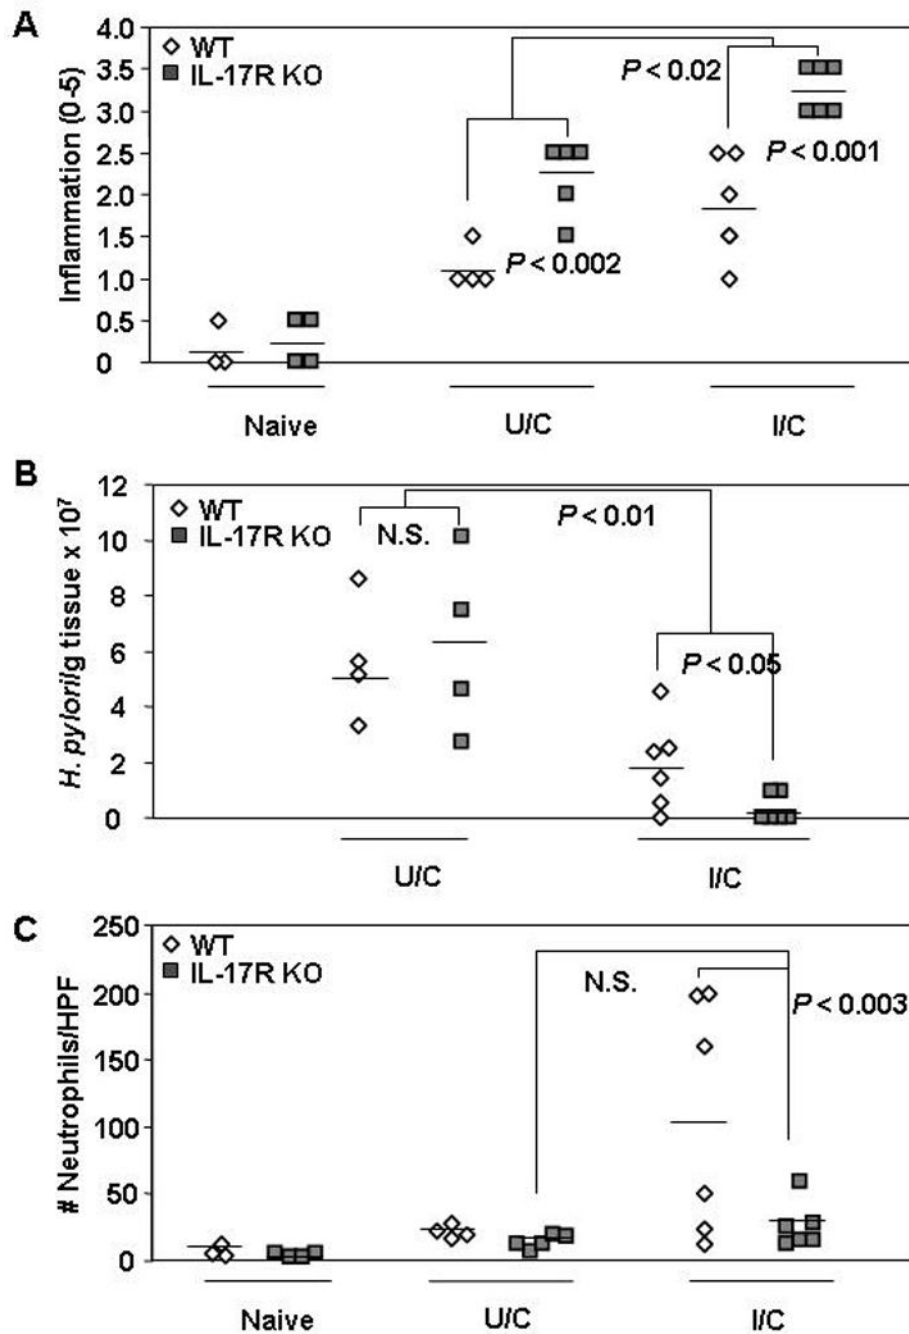 A
Inflammation (0-5)
4.0
3.5
3.0
2.5
2.0
1.5
1.0
0.5
0
WT
IL-17R KO
P < 0.02
P < 0.001
P < 0.002
Naive U/C I/C
B
H. pylori/g tissue x 10⁷
12
10
8
6
4
2
0
WT
IL-17R KO
N.S.
P < 0.01
P < 0.05
U/C I/C
C
# Neutrophils/HPF
250
200
150
100
50
0
WT
IL-17R KO
N.S.
P < 0.003
Naive U/C I/C